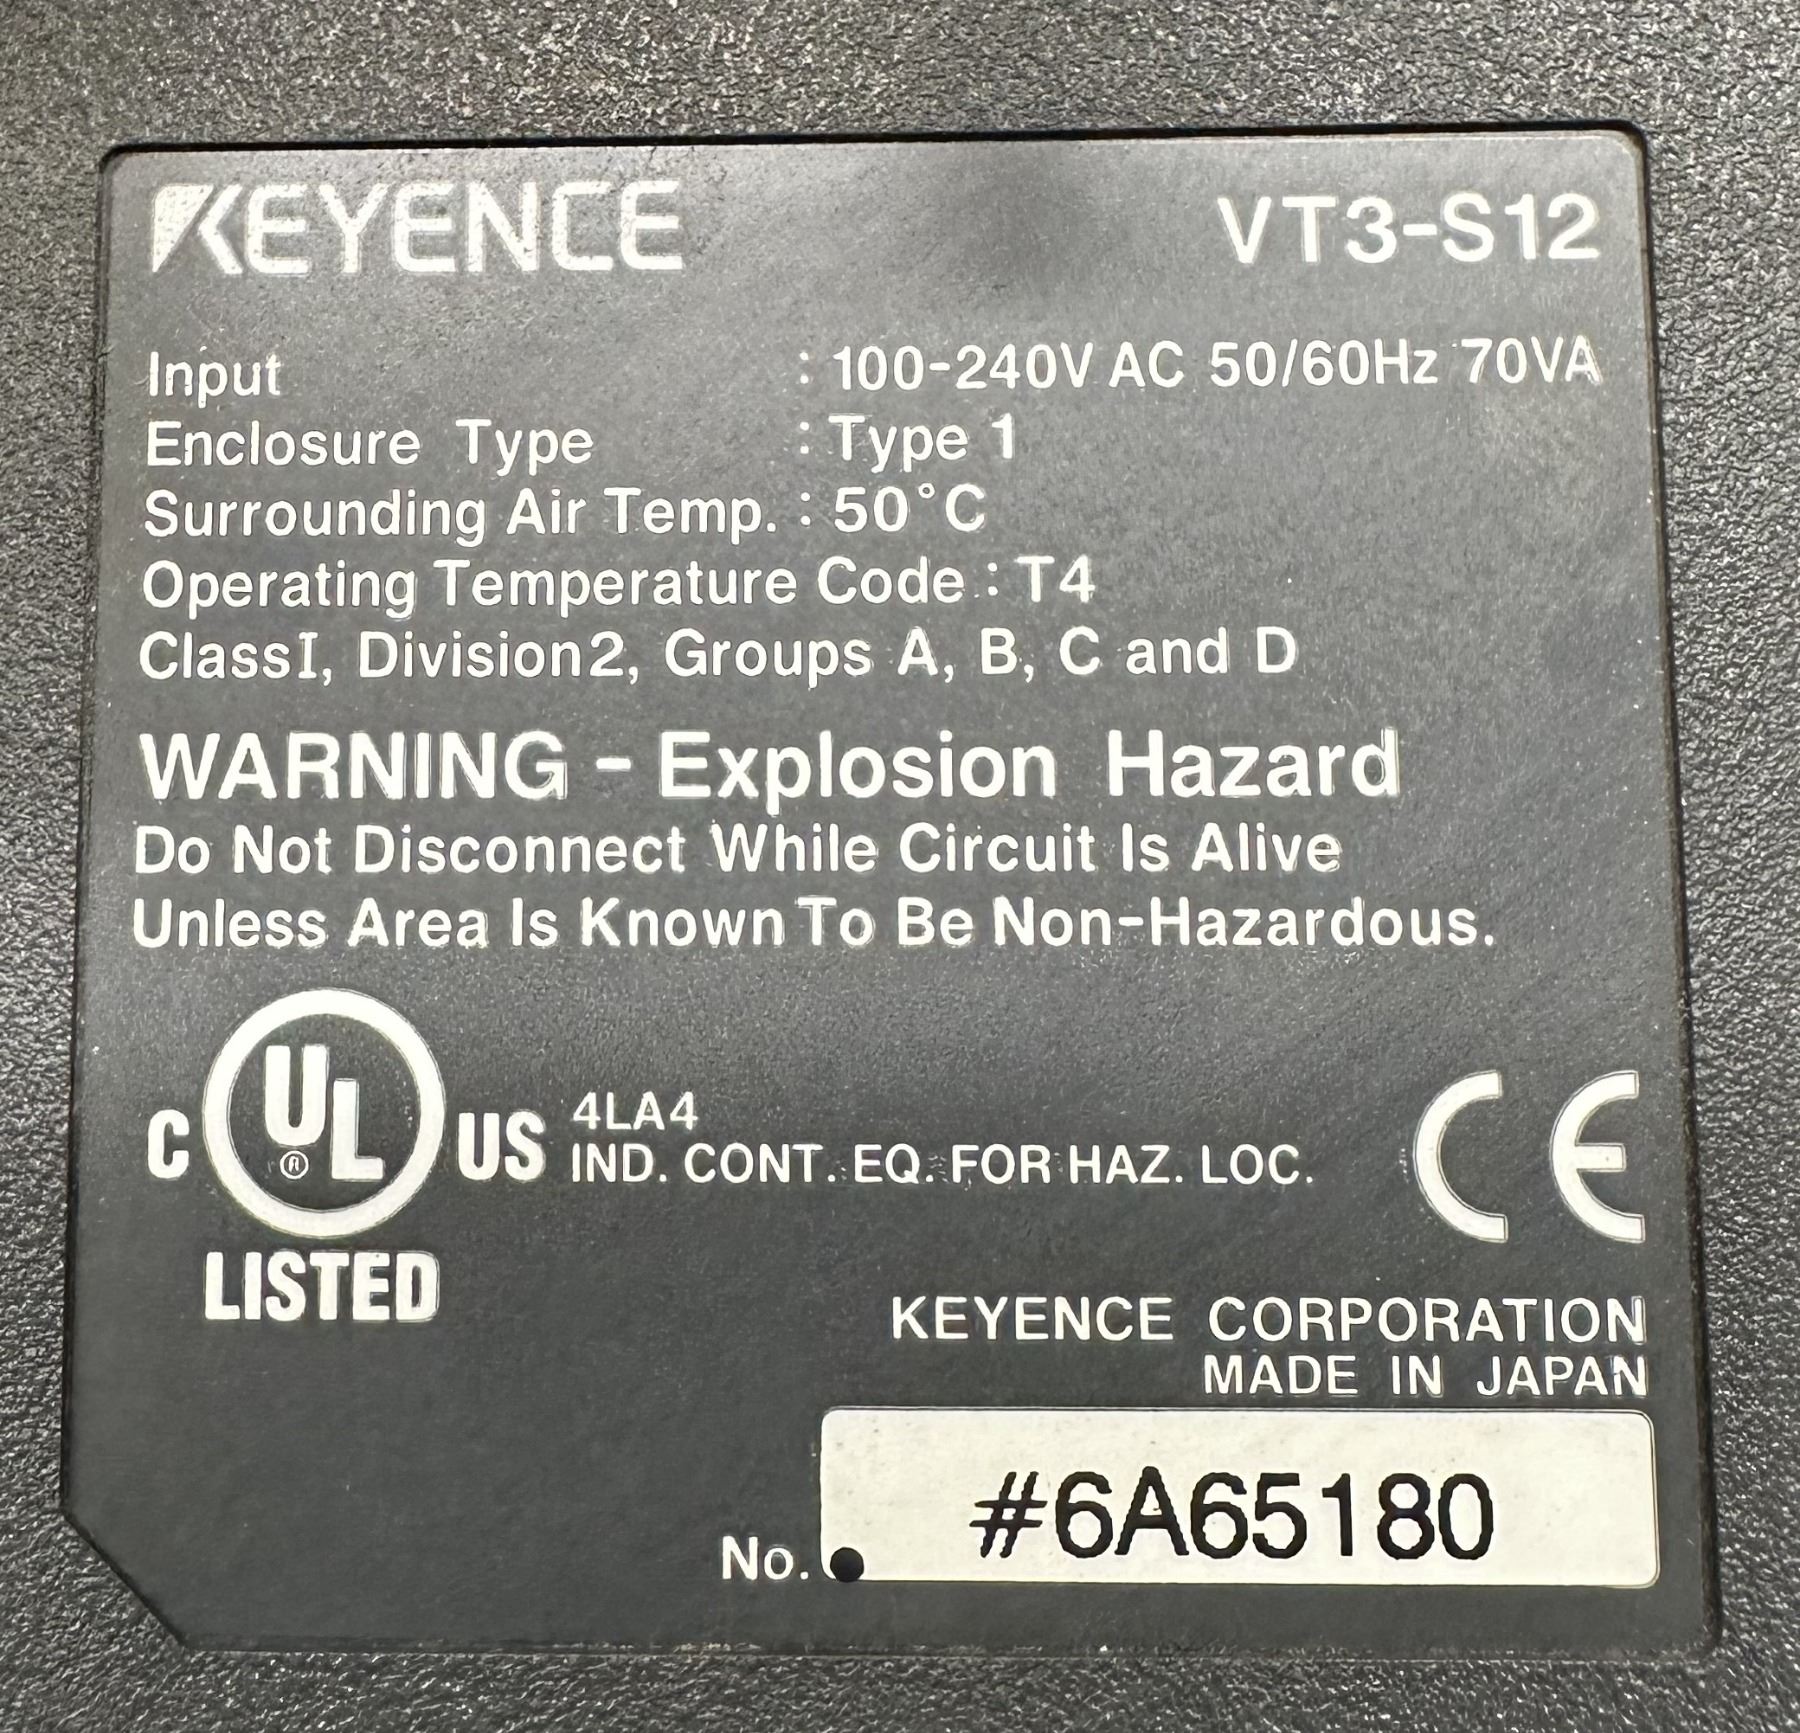 KEYENCE VT3-S12
Input : 100-240V AC 50/60Hz 70VA
Enclosure Type : Type 1
Surrounding Air Temp. : 50°C
Operating Temperature Code : T4
Class I, Division 2, Groups A, B, C and D
WARNING - Explosion Hazard
Do Not Disconnect While Circuit Is Alive
Unless Area Is Known To Be Non-Hazardous.
C UL ® US
LISTED
4LA4
IND. CONT. EQ. FOR HAZ. LOC.
CE
KEYENCE CORPORATION
MADE IN JAPAN
No. #6A65180